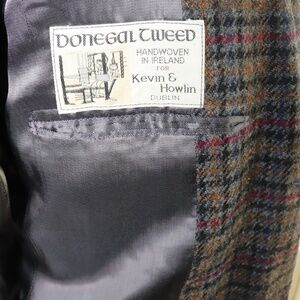 DONEGAL TWEED
HANDWOVEN
IN IRELAND
FOR
Kevin &
Howlin
DUBLIN